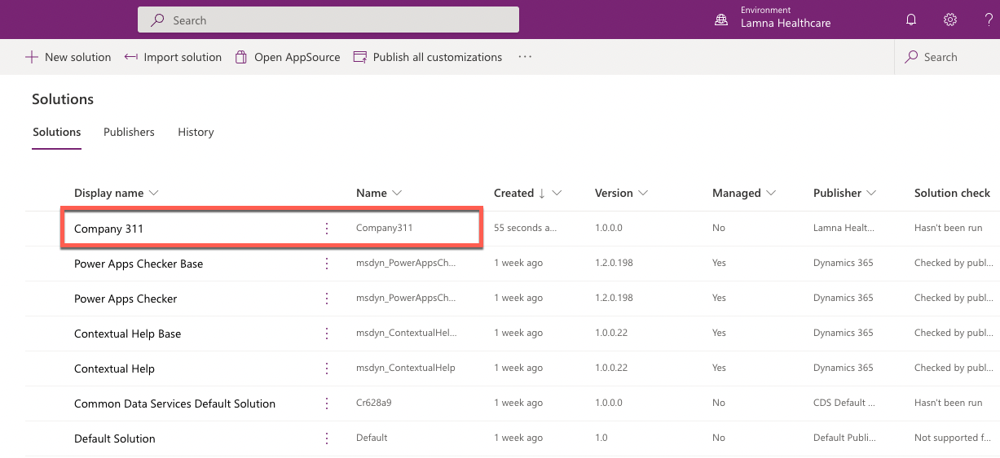 Search
Environment
Lamna Healthcare
?
New solution Import solution Open AppSource Publish all customizations ··· Search
Solutions
Solutions Publishers History
Display name Name Created ↓ Version Managed Publisher Solution check
Company 311 Company311 55 seconds a... 1.0.0.0 No Lamna Healt... Hasn't been run
Power Apps Checker Base msdyn_PowerAppsCh... 1 week ago 1.2.0.198 Yes Dynamics 365 Checked by publ...
Power Apps Checker msdyn_PowerAppsCh... 1 week ago 1.2.0.198 Yes Dynamics 365 Checked by publ...
Contextual Help Base msdyn_ContextualHel... 1 week ago 1.0.0.22 Yes Dynamics 365 Checked by publ...
Contextual Help msdyn_ContextualHelp 1 week ago 1.0.0.22 Yes Dynamics 365 Checked by publ...
Common Data Services Default Solution Cr628a9 1 week ago 1.0.0.0 No CDS Default ... Hasn't been run
Default Solution Default 1 week ago 1.0 No Default Publi... Not supported f...